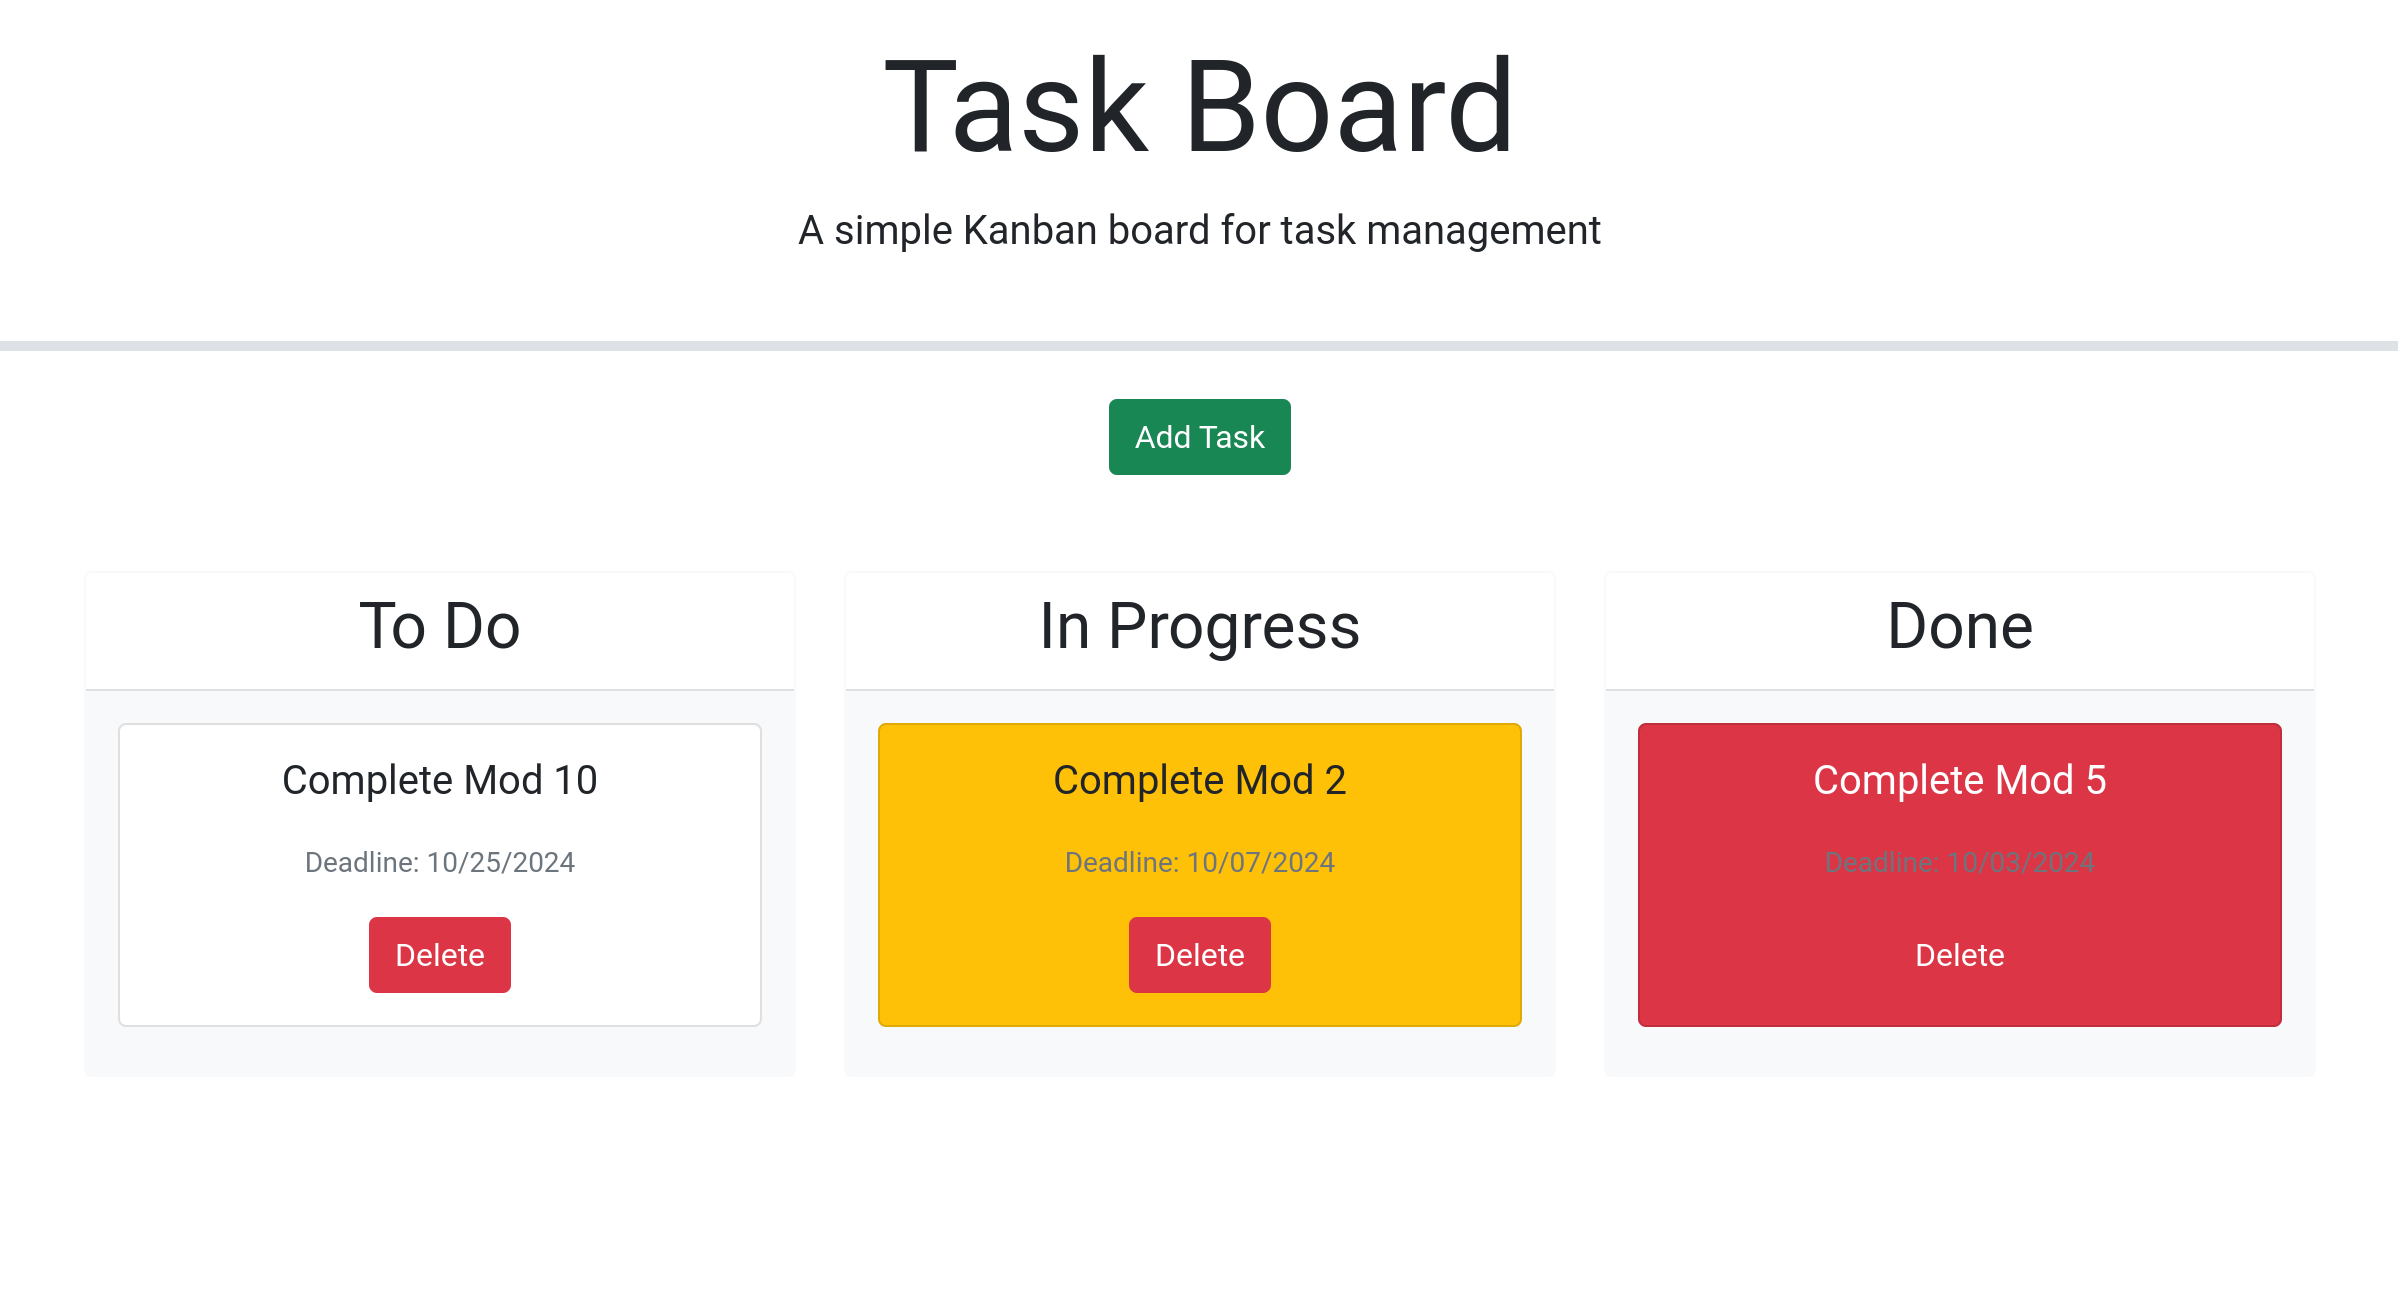 Task Board
A simple Kanban board for task management
Add Task
To Do
Complete Mod 10
Deadline: 10/25/2024
Delete
In Progress
Complete Mod 2
Deadline: 10/07/2024
Delete
Done
Complete Mod 5
Deadline: 10/03/2024
Delete